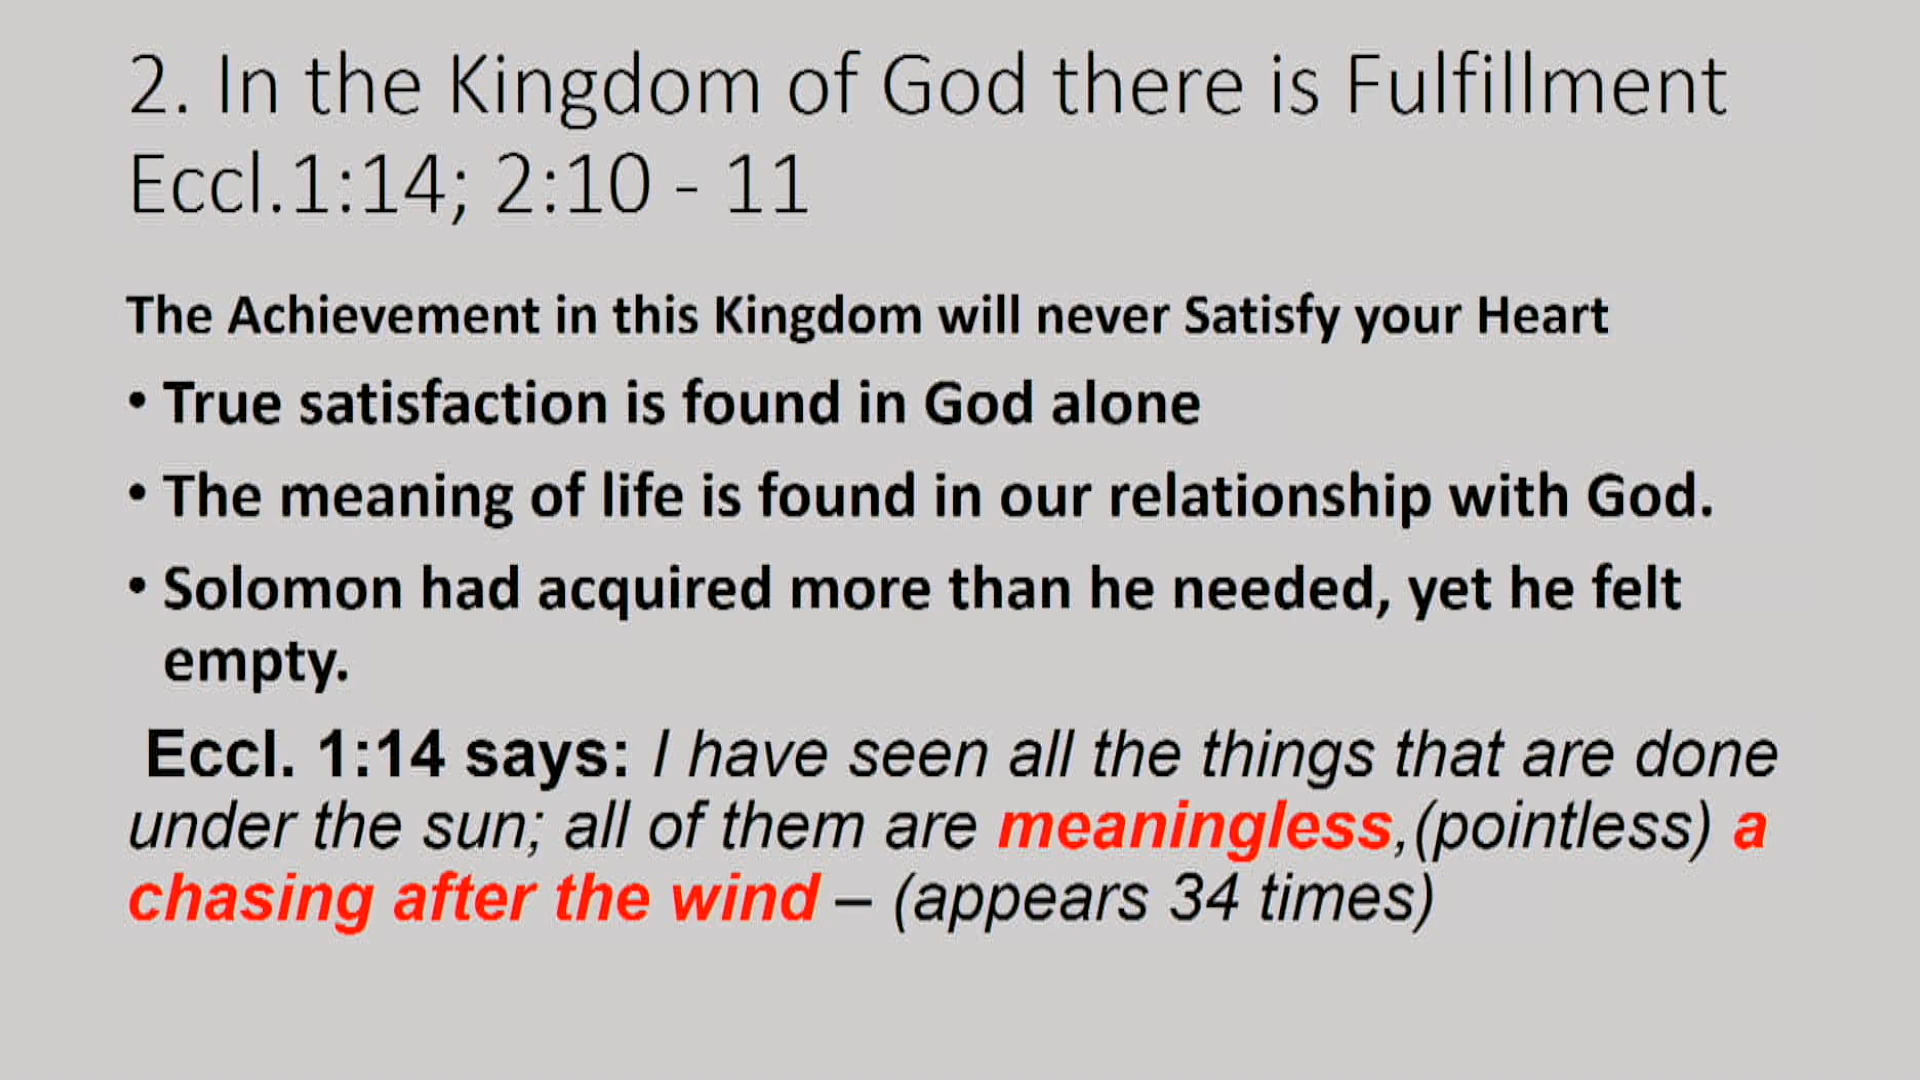 2. In the Kingdom of God there is Fulfillment
Eccl.1:14; 2:10 - 11
The Achievement in this Kingdom will never Satisfy your Heart
• True satisfaction is found in God alone
• The meaning of life is found in our relationship with God.
• Solomon had acquired more than he needed, yet he felt
empty.
Eccl. 1:14 says: I have seen all the things that are done
under the sun; all of them are meaningless,(pointless) a
chasing after the wind – (appears 34 times)